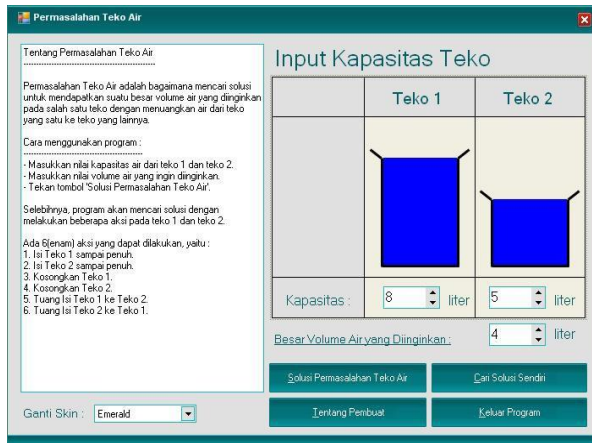 Permasalahan Teko Air
Tentang Permasalahan Teko Air
Permasalahan Teko Air adalah bagaimana mencari solusi
untuk mendapatkan suatu besar volume air yang diinginkan
pada salah satu teko dengan menuangkan air dari teko
yang satu ke teko yang lainnya.
Cara menggunakan program :
- Masukkan nilai kapasitas air dari teko 1 dan teko 2.
- Masukkan nilai volume air yang ingin diinginkan.
- Tekan tombol 'Solusi Permasalahan Teko Air'.
Selebihnya, program akan mencari solusi dengan
melakukan beberapa aksi pada teko 1 dan teko 2.
Ada 6(enam) aksi yang dapat dilakukan, yaitu :
1. Isi Teko 1 sampai penuh.
2. Isi Teko 2 sampai penuh.
3. Kosongkan Teko 1.
4. Kosongkan Teko 2.
5. Tuang Isi Teko 1 ke Teko 2.
6. Tuang Isi Teko 2 ke Teko 1.
Ganti Skin : Emerald
Input Kapasitas Teko
Teko 1 Teko 2
Kapasitas : 8 liter 5 liter
Besar Volume Air yang Diinginkan : 4 liter
Solusi Permasalahan Teko Air Cari Solusi Sendiri
Tentang Pembuat Keluar Program